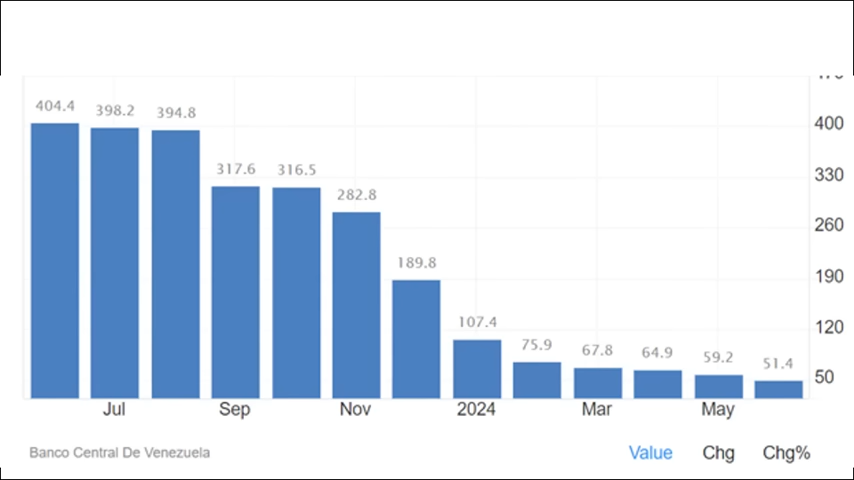 404.4 398.2 394.8
317.6 316.5
282.8
189.8
107.4
75.9 67.8 64.9 59.2 51.4
400
330
260
190
120
50
Jul Sep Nov 2024 Mar May
Banco Central De Venezuela Value Chg Chg%